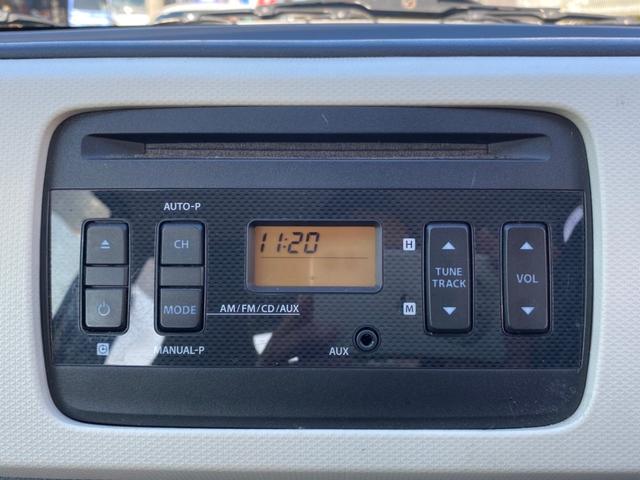 AUTO-P
CH
11:20
H
TUNE
TRACK
VOL
MODE
AM/FM/CD/AUX
M
C
MANUAL-P
AUX